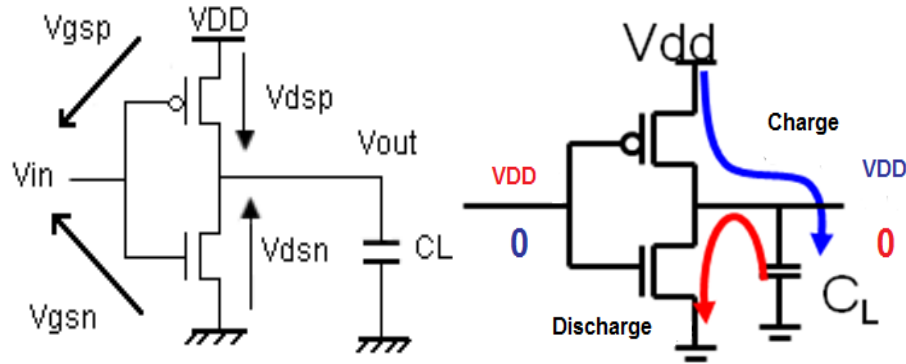 Vgsp
VDD
Vdsp
Vin
Vout
Vdsn
CL
Vgsn
Vdd
Charge
VDD
VDD
0
0
Discharge
CL